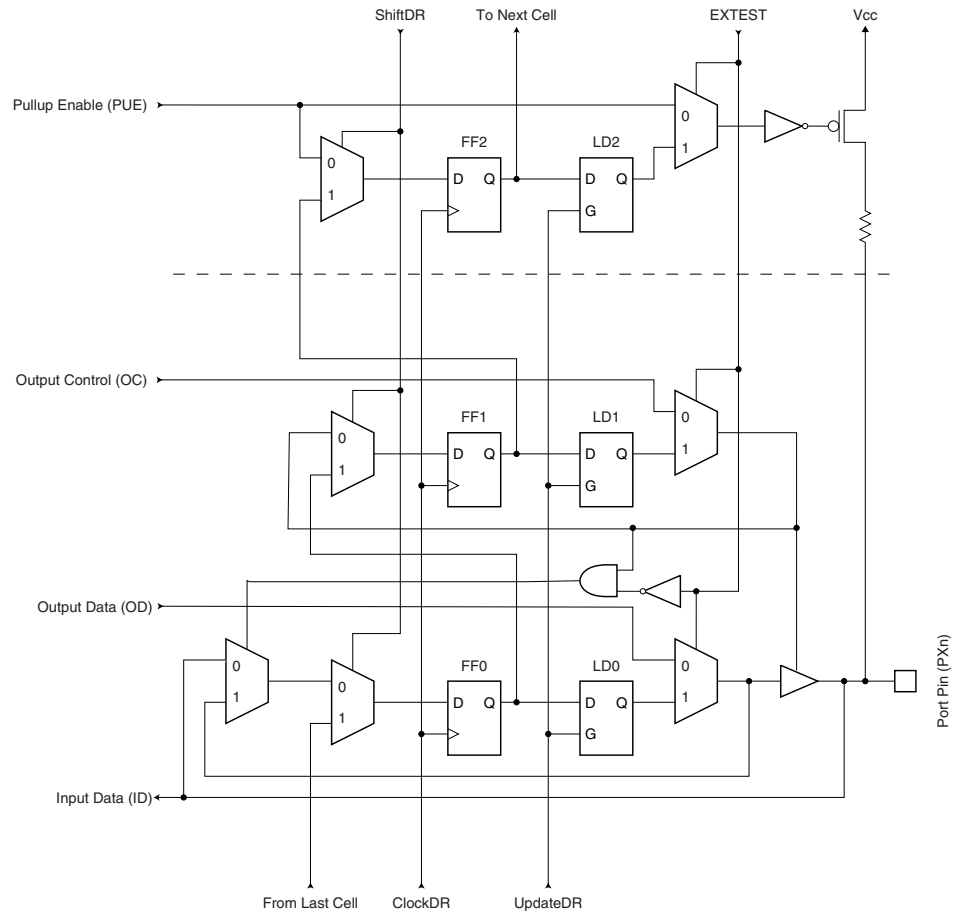 ShiftDR To Next Cell EXTEST Vcc
Pullup Enable (PUE)
0
0
FF2 LD2
1
1
D Q D Q
G
Output Control (OC)
0
FF1 LD1
0
1
1
D Q D Q
G
Output Data (OD)
0
0
FF0 LD0
0
1
1
1
D Q D Q
G
Port Pin (PXn)
Input Data (ID)
From Last Cell ClockDR UpdateDR